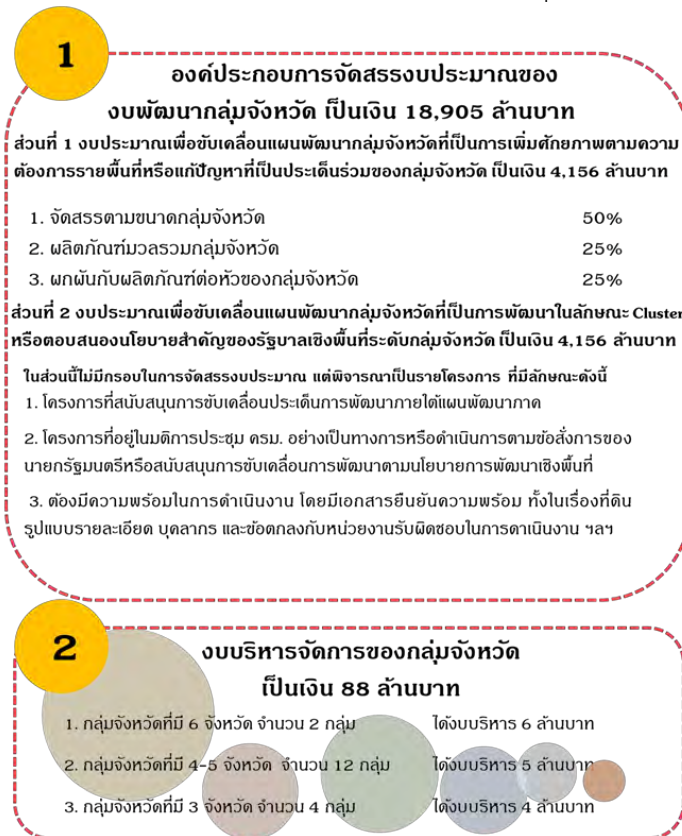 1
องค์ประกอบการจัดสรรงบประมาณของ
งบพัฒนากลุ่มจังหวัด เป็นเงิน 18,905 ล้านบาท
ส่วนที่ 1 งบประมาณเพื่อขับเคลื่อนแผนพัฒนากลุ่มจังหวัดที่เป็นการเพิ่มศักยภาพตามความ
ต้องการรายพื้นที่หรือแก้ปัญหาที่เป็นประเด็นร่วมของกลุ่มจังหวัด เป็นเงิน 4,156 ล้านบาท
1. จัดสรรตามขนาดกลุ่มจังหวัด 50%
2. ผลิตภัณฑ์มวลรวมกลุ่มจังหวัด 25%
3. ผกผันกับผลิตภัณฑ์ต่อหัวของกลุ่มจังหวัด 25%
ส่วนที่ 2 งบประมาณเพื่อขับเคลื่อนแผนพัฒนากลุ่มจังหวัดที่เป็นการพัฒนาในลักษณะ Cluster
หรือตอบสนองนโยบายสำคัญของรัฐบาลเชิงพื้นที่ระดับกลุ่มจังหวัด เป็นเงิน 4,156 ล้านบาท
ในส่วนนี้ไม่มีกรอบในการจัดสรรงบประมาณ แต่พิจารณาเป็นรายโครงการ ที่มีลักษณะดังนี้
1. โครงการที่สนับสนุนการขับเคลื่อนประเด็นการพัฒนาภายใต้แผนพัฒนาภาค
2. โครงการที่อยู่ในมติการประชุม ครม. อย่างเป็นทางการหรือดำเนินการตามข้อสั่งการของ
นายกรัฐมนตรีหรือสนับสนุนการขับเคลื่อนการพัฒนาตามนโยบายการพัฒนาเชิงพื้นที่
3. ต้องมีความพร้อมในการดำเนินงาน โดยมีเอกสารยืนยันความพร้อม ทั้งในเรื่องที่ดิน
รูปแบบรายละเอียด บุคลากร และข้อตกลงกับหน่วยงานรับผิดชอบในการดาเนินงาน ฯลฯ
2
งบบริหารจัดการของกลุ่มจังหวัด
เป็นเงิน 88 ล้านบาท
1. กลุ่มจังหวัดที่มี 6 จังหวัด จำนวน 2 กลุ่ม ได้งบบริหาร 6 ล้านบาท
2. กลุ่มจังหวัดที่มี 4-5 จังหวัด จำนวน 12 กลุ่ม ได้งบบริหาร 5 ล้านบาท
3. กลุ่มจังหวัดที่มี 3 จังหวัด จำนวน 4 กลุ่ม ได้งบบริหาร 4 ล้านบาท